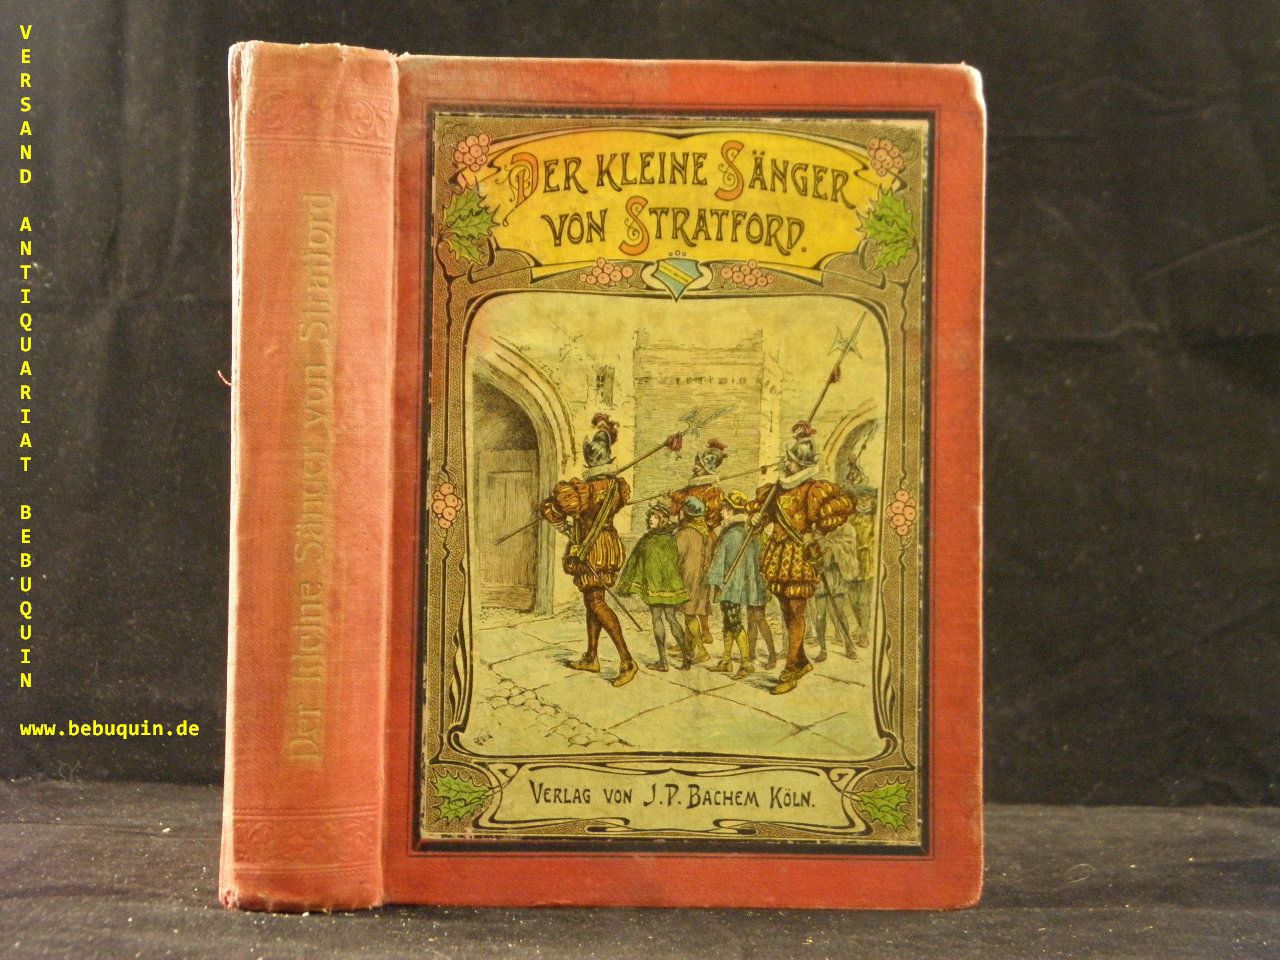 VERSAND ANTIQUARIAT BEBUQUIN
www.bebuquin.de
Der kleine Sänger von Stratford
DER KLEINE SÄNGER
VON STRATFORD.
VERLAG VON J. P. BACHEM KÖLN.